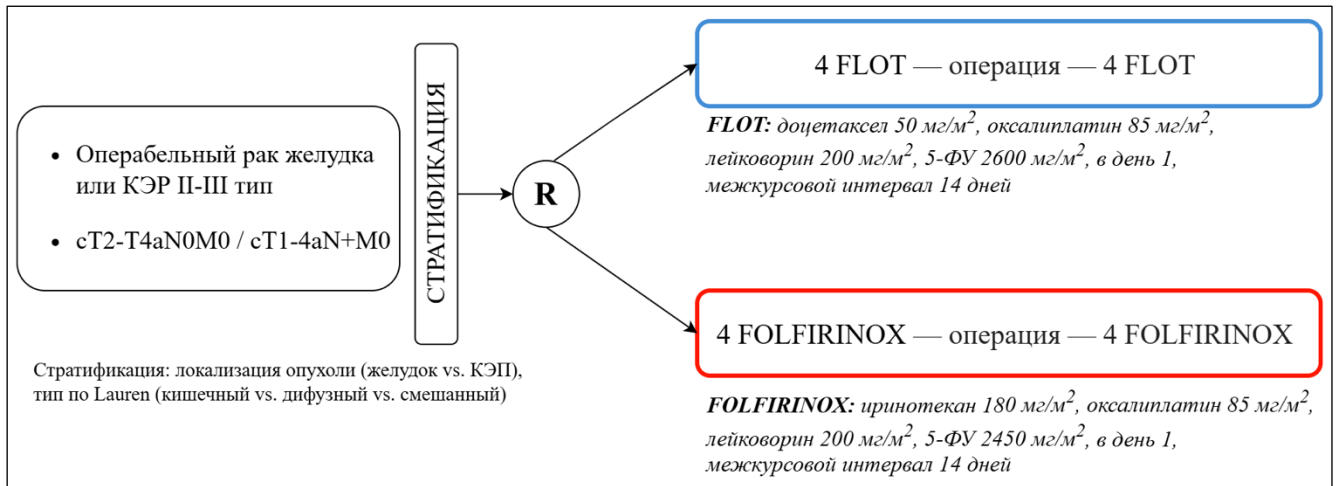 • Операбельный рак желудка
или КЭР II-III тип
• cT2-T4aN0M0 / cT1-4aN+M0
СТРАТИФИКАЦИЯ
R
4 FLOT — операция — 4 FLOT
FLOT: доцетаксел 50 мг/м², оксалиплатин 85 мг/м²,
лейковорин 200 мг/м², 5-ФУ 2600 мг/м², в день 1,
межкурсовой интервал 14 дней
4 FOLFIRINOX — операция — 4 FOLFIRINOX
FOLFIRINOX: иринотекан 180 мг/м², оксалиплатин 85 мг/м²,
лейковорин 200 мг/м², 5-ФУ 2450 мг/м², в день 1,
межкурсовой интервал 14 дней
Стратификация: локализация опухоли (желудок vs. КЭП),
тип по Lauren (кишечный vs. дифузный vs. смешанный)